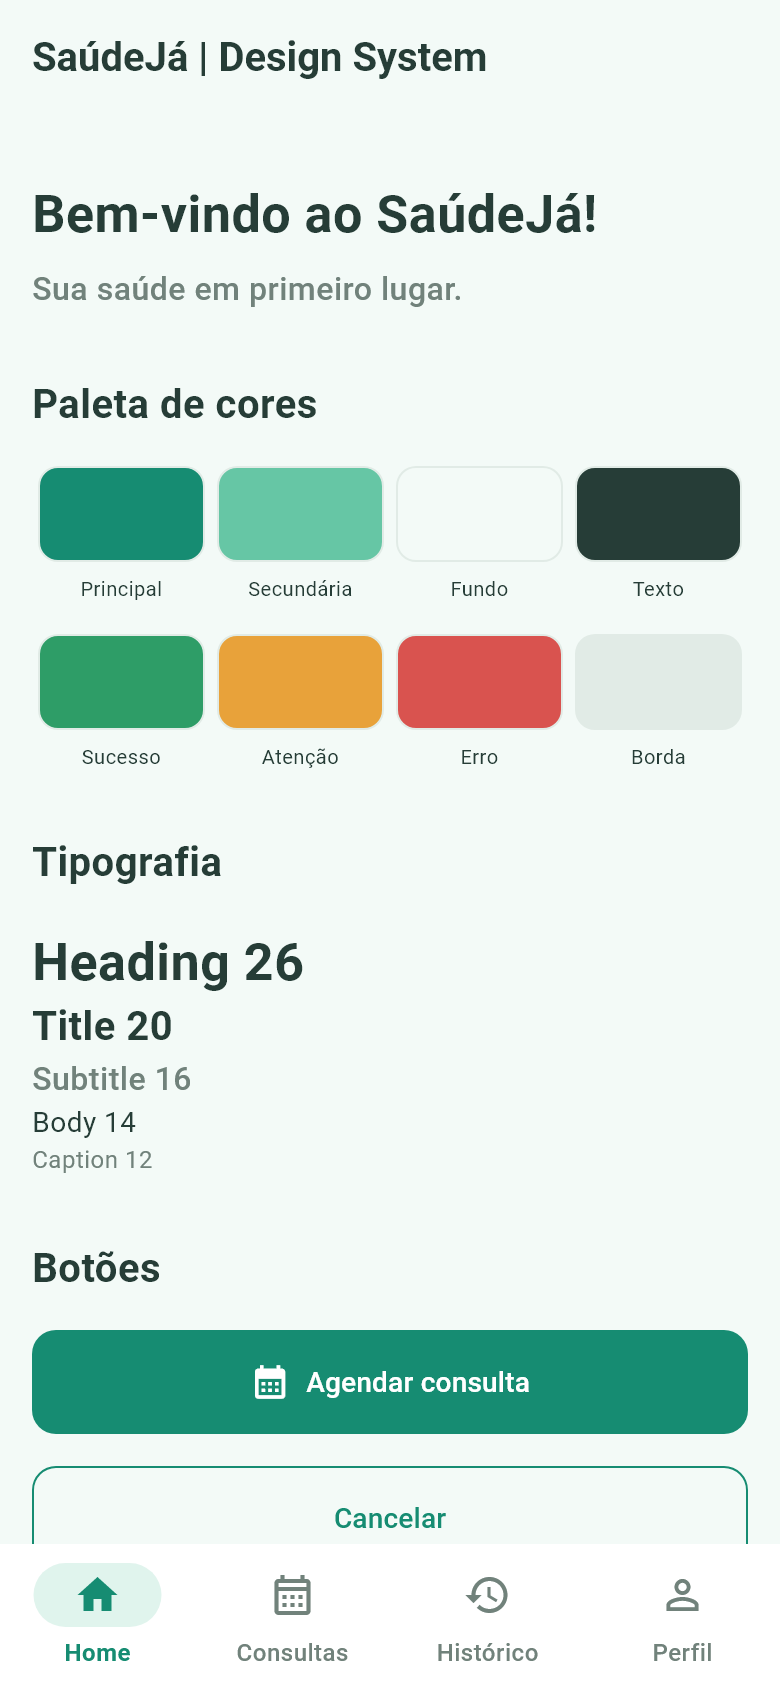 SaúdeJá | Design System
Bem-vindo ao SaúdeJá!
Sua saúde em primeiro lugar.
Paleta de cores
Principal
Secundária
Fundo
Texto
Sucesso
Atenção
Erro
Borda
Tipografia
Heading 26
Title 20
Subtitle 16
Body 14
Caption 12
Botões
Agendar consulta
Cancelar
Home
Consultas
Histórico
Perfil